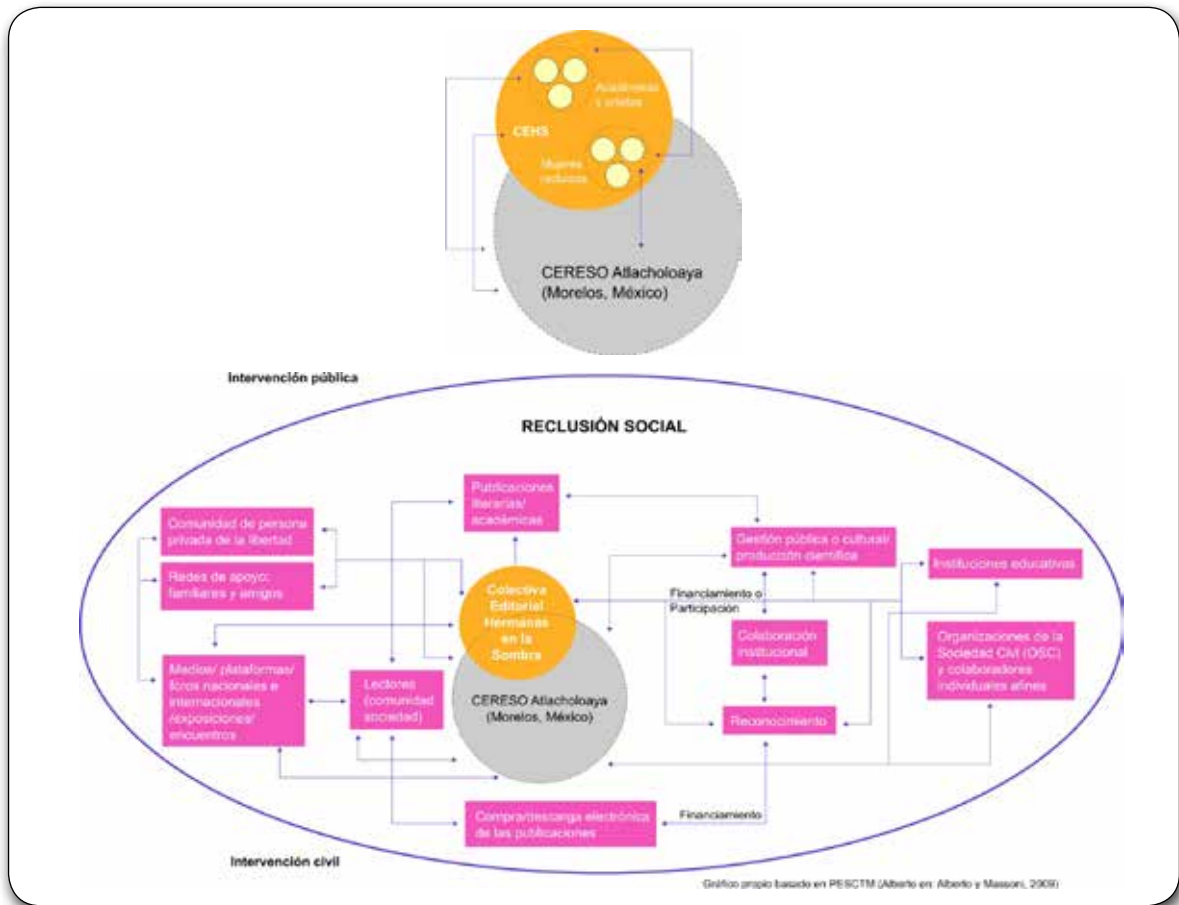 Académicas
y artistas
CEHS
Mujeres
reclusas
CERESO Atlacholoaya
(Morelos, México)
Intervención pública
RECLUSIÓN SOCIAL
Publicaciones
literarias/
académicas
Comunidad de persona
privada de la libertad
Redes de apoyo:
familiares y amigos
Gestión pública o cultural/
producción científica
Instituciones educativas
Colectiva
Editorial
Hermanas
en la
Sombra
Financiamiento o
Participación
Colaboración
institucional
Organizaciones de la
Sociedad Civil (OSC)
y colaboradores
individuales afines
Medios/ plataformas/
foros nacionales e
internacionales
/exposiciones/
encuentros
Lectores
(comunidad
sociedad)
CERESO Atlacholoaya
(Morelos, México)
Reconocimiento
Compra/descarga electrónica
de las publicaciones
Financiamiento
Intervención civil
Gráfico propio basado en PESCTM (Alberto en: Alberto y Massoni, 2009)